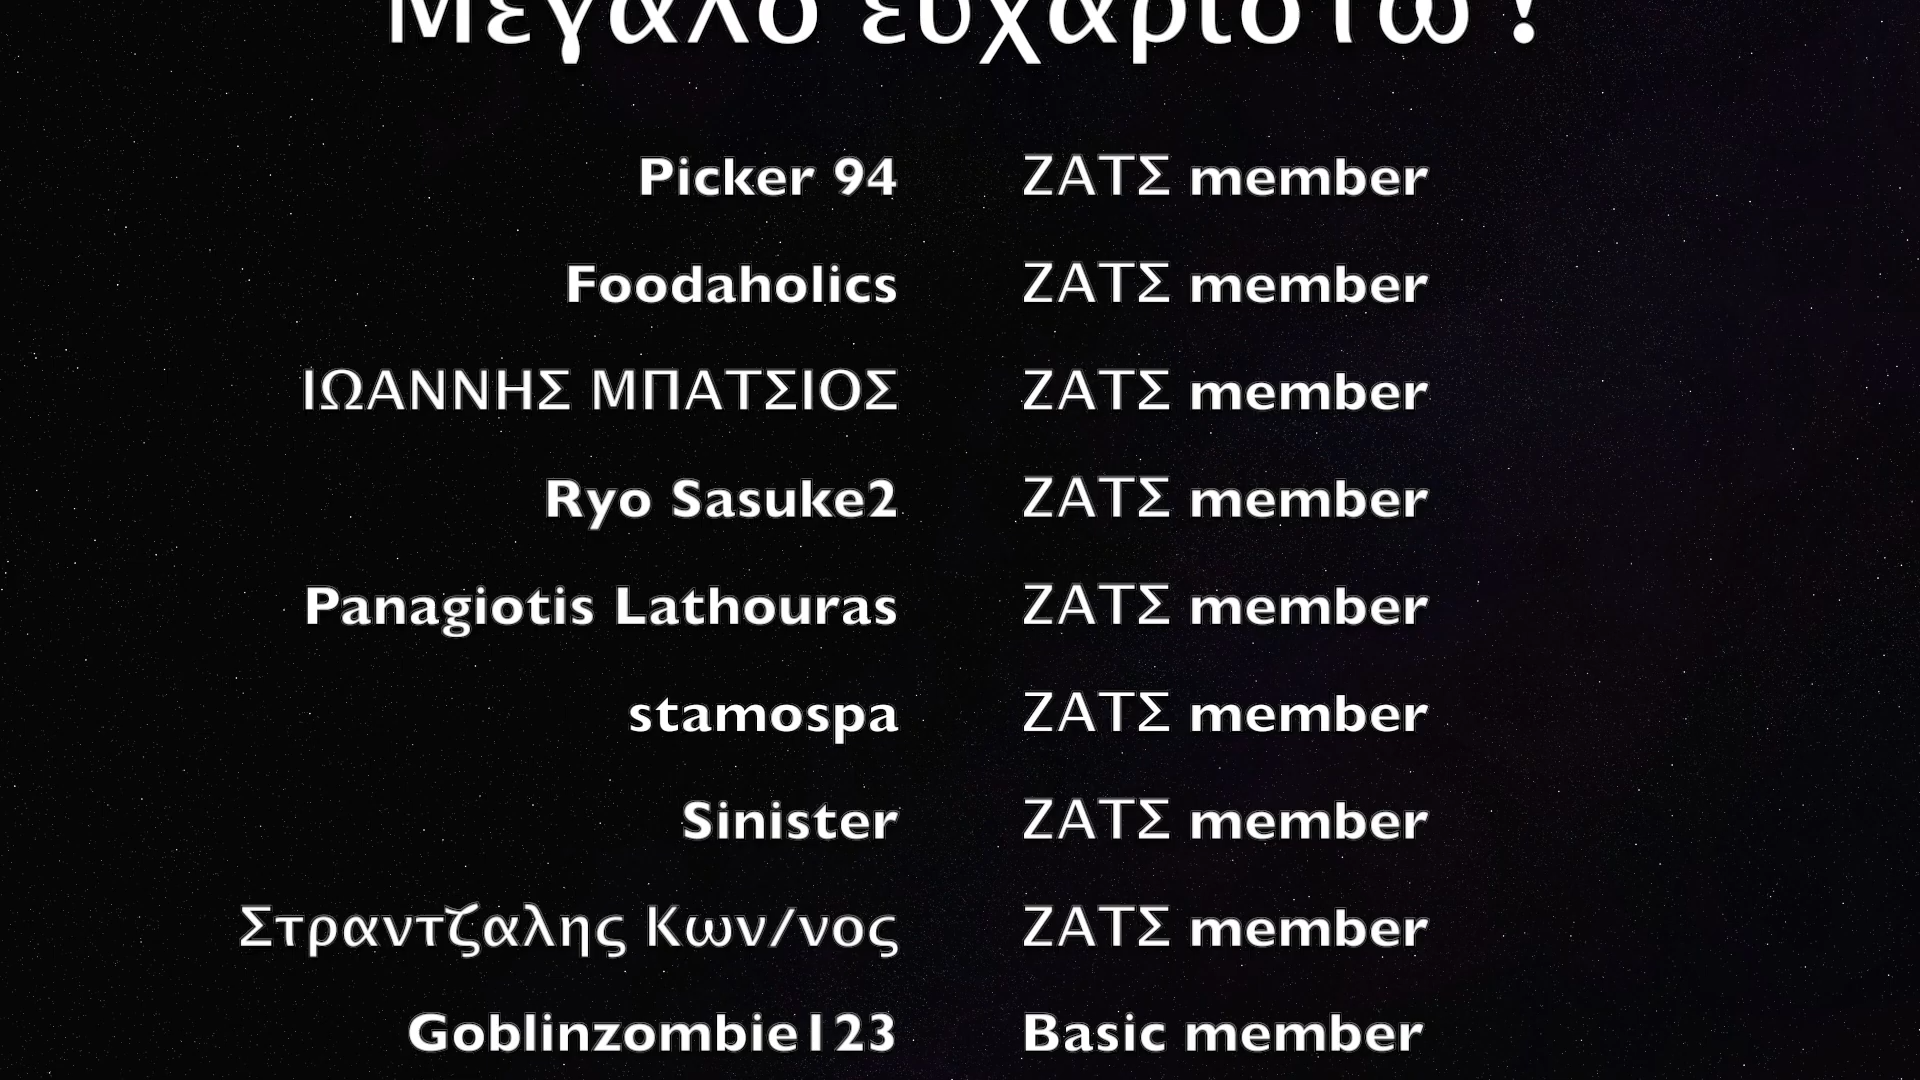 Μεγάλο ευχαριστώ !
Picker 94 ΖΑΤΣ member
Foodaholics ΖΑΤΣ member
ΙΩΑΝΝΗΣ ΜΠΑΤΣΙΟΣ ΖΑΤΣ member
Ryo Sasuke2 ΖΑΤΣ member
Panagiotis Lathouras ΖΑΤΣ member
stamospa ΖΑΤΣ member
Sinister ΖΑΤΣ member
Στραντζαλης Κων/νος ΖΑΤΣ member
Goblinzombie123 Basic member